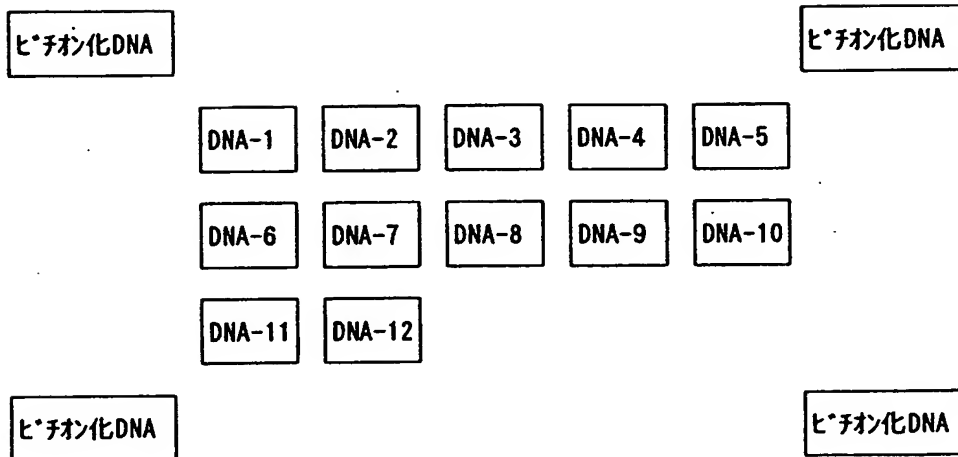 ﾋﾞﾁｵﾝ化DNA ﾋﾞﾁｵﾝ化DNA
DNA-1 DNA-2 DNA-3 DNA-4 DNA-5
DNA-6 DNA-7 DNA-8 DNA-9 DNA-10
DNA-11 DNA-12
ﾋﾞﾁｵﾝ化DNA ﾋﾞﾁｵﾝ化DNA